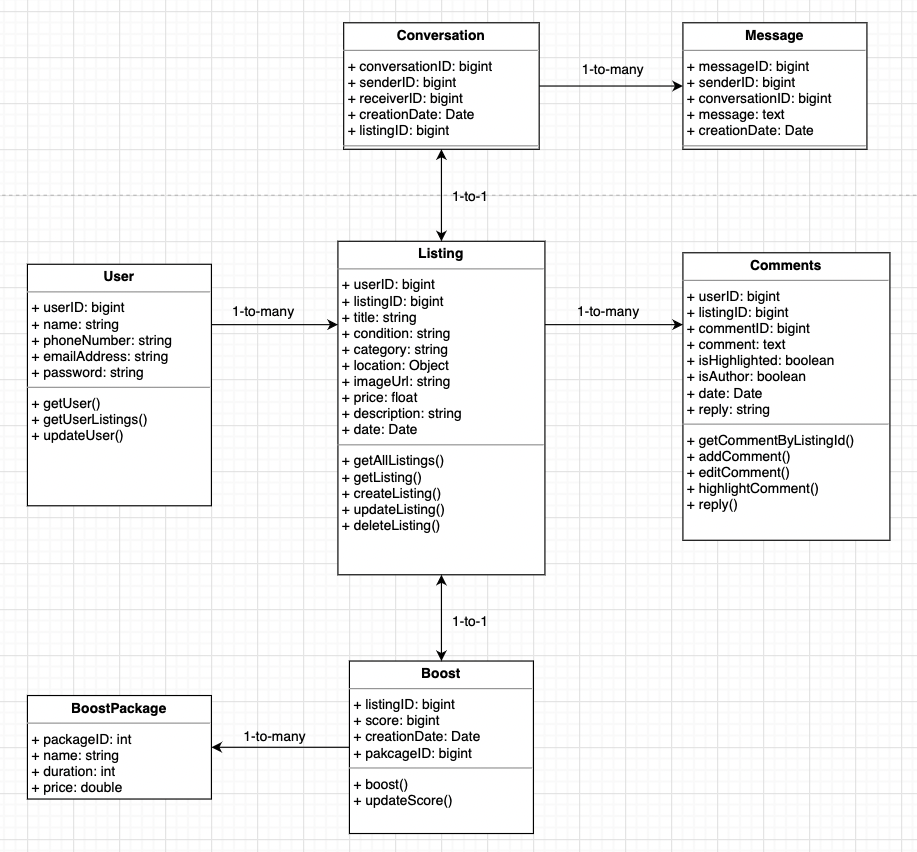 Conversation
+ conversationID: bigint
+ senderID: bigint
+ receiverID: bigint
+ creationDate: Date
+ listingID: bigint
1-to-many
Message
+ messageID: bigint
+ senderID: bigint
+ conversationID: bigint
+ message: text
+ creationDate: Date
1-to-1
User
+ userID: bigint
+ name: string
+ phoneNumber: string
+ emailAddress: string
+ password: string
+ getUser()
+ getUserListings()
+ updateUser()
1-to-many
Listing
+ userID: bigint
+ listingID: bigint
+ title: string
+ condition: string
+ category: string
+ location: Object
+ imageUrl: string
+ price: float
+ description: string
+ date: Date
+ getAllListings()
+ getListing()
+ createListing()
+ updateListing()
+ deleteListing()
1-to-many
Comments
+ userID: bigint
+ listingID: bigint
+ commentID: bigint
+ comment: text
+ isHighlighted: boolean
+ isAuthor: boolean
+ date: Date
+ reply: string
+ getCommentByListingId()
+ addComment()
+ editComment()
+ highlightComment()
+ reply()
1-to-1
BoostPackage
+ packageID: int
+ name: string
+ duration: int
+ price: double
1-to-many
Boost
+ listingID: bigint
+ score: bigint
+ creationDate: Date
+ pakcageID: bigint
+ boost()
+ updateScore()